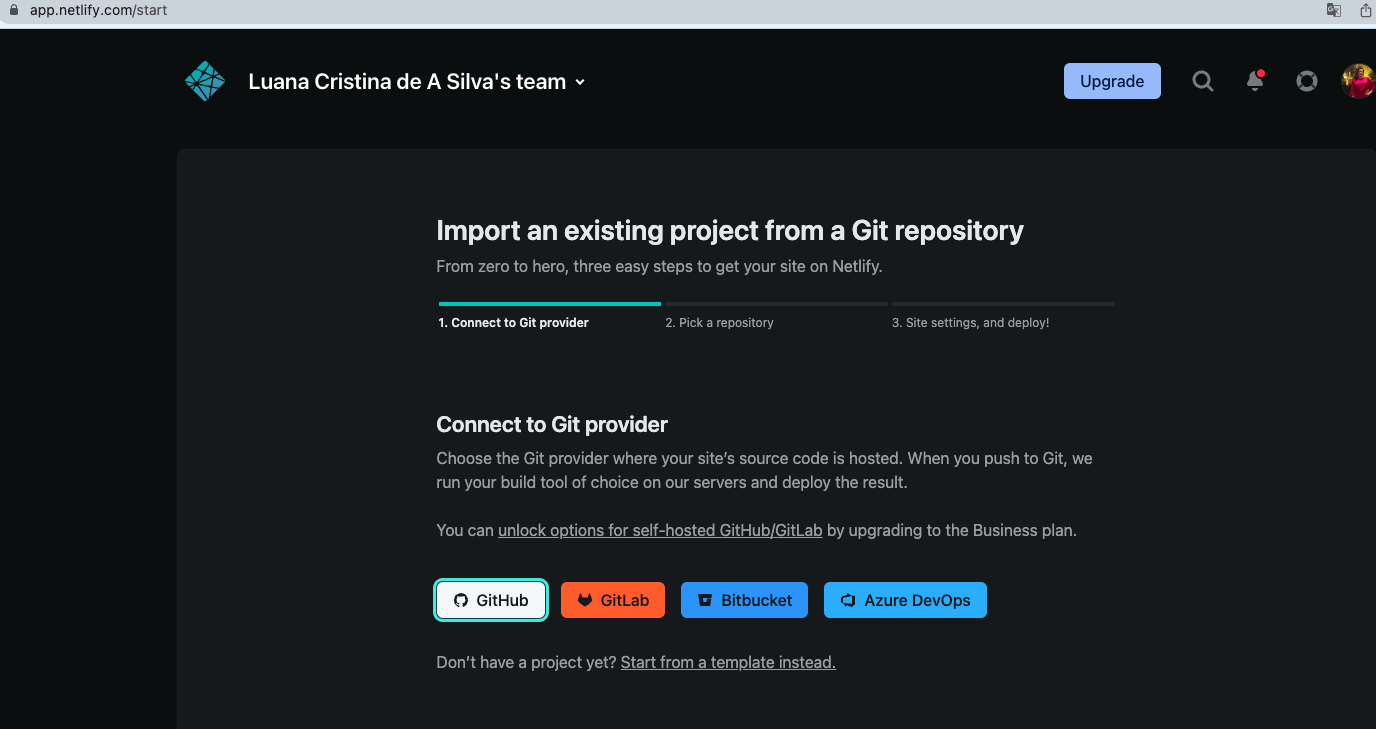 app.netlify.com/start
Luana Cristina de A Silva's team
Upgrade
Import an existing project from a Git repository
From zero to hero, three easy steps to get your site on Netlify.
1. Connect to Git provider
2. Pick a repository
3. Site settings, and deploy!
Connect to Git provider
Choose the Git provider where your site’s source code is hosted. When you push to Git, we
run your build tool of choice on our servers and deploy the result.
You can unlock options for self-hosted GitHub/GitLab by upgrading to the Business plan.
GitHub
GitLab
Bitbucket
Azure DevOps
Don’t have a project yet? Start from a template instead.